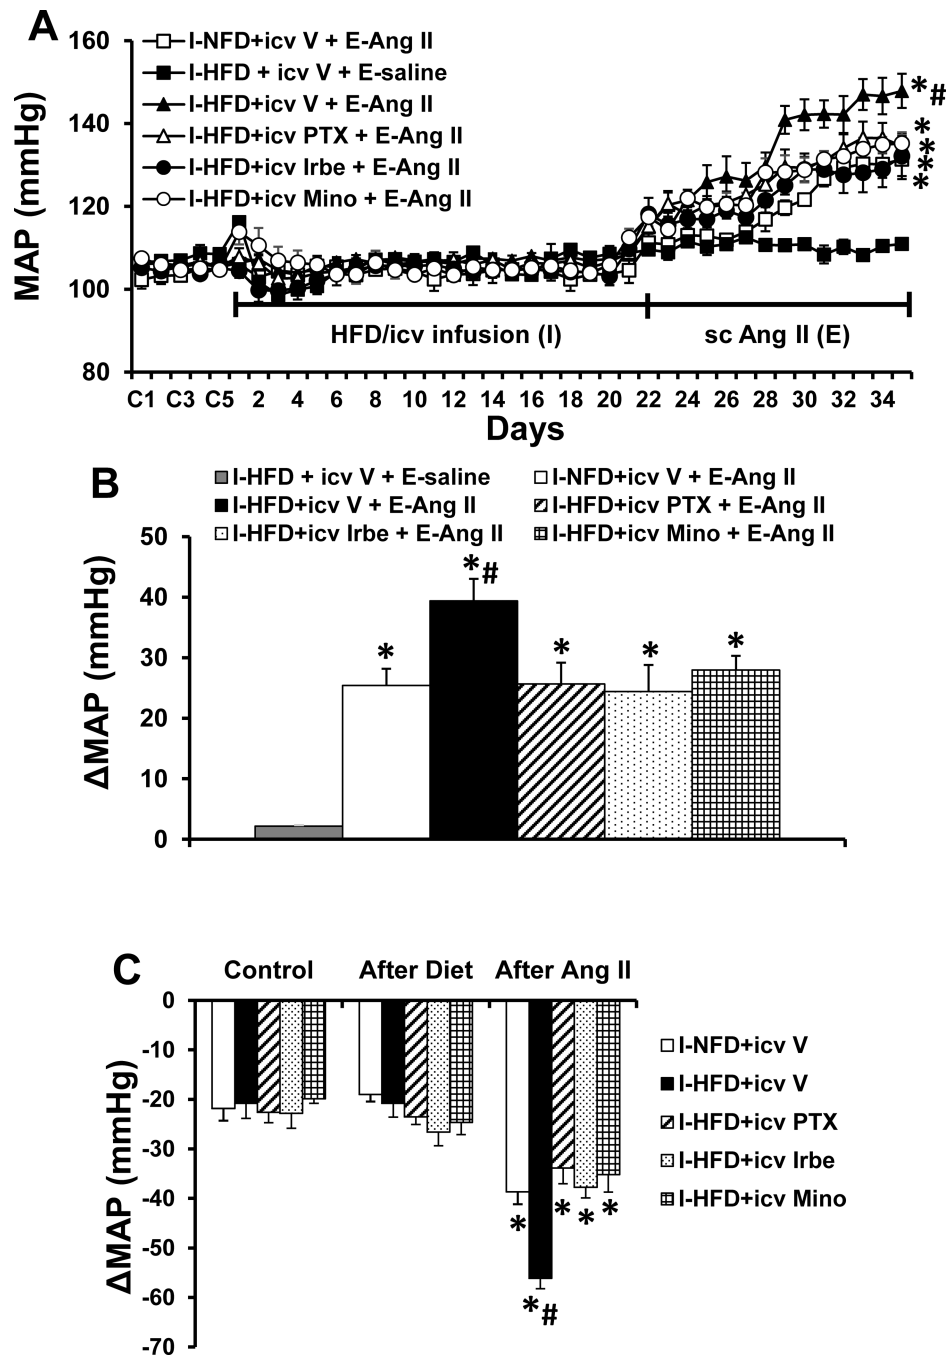 A
160
140
120
100
80
MAP (mmHg)
I-NFD+icv V + E-Ang II
I-HFD + icv V + E-saline
I-HFD+icv V + E-Ang II
I-HFD+icv PTX + E-Ang II
I-HFD+icv Irbe + E-Ang II
I-HFD+icv Mino + E-Ang II
*#
*
*
*
*
HFD/icv infusion (I)
sc Ang II (E)
C1 C3 C5 2 4 6 8 10 12 14 16 18 20 22 24 26 28 30 32 34
Days
B
I-HFD + icv V + E-saline
I-NFD+icv V + E-Ang II
I-HFD+icv V + E-Ang II
I-HFD+icv PTX + E-Ang II
I-HFD+icv Irbe + E-Ang II
I-HFD+icv Mino + E-Ang II
50
40
30
20
10
0
ΔMAP (mmHg)
*
*#
*
*
*
C
Control
After Diet
After Ang II
0
-10
-20
-30
-40
-50
-60
-70
ΔMAP (mmHg)
*
*#
*
*
*
I-NFD+icv V
I-HFD+icv V
I-HFD+icv PTX
I-HFD+icv Irbe
I-HFD+icv Mino